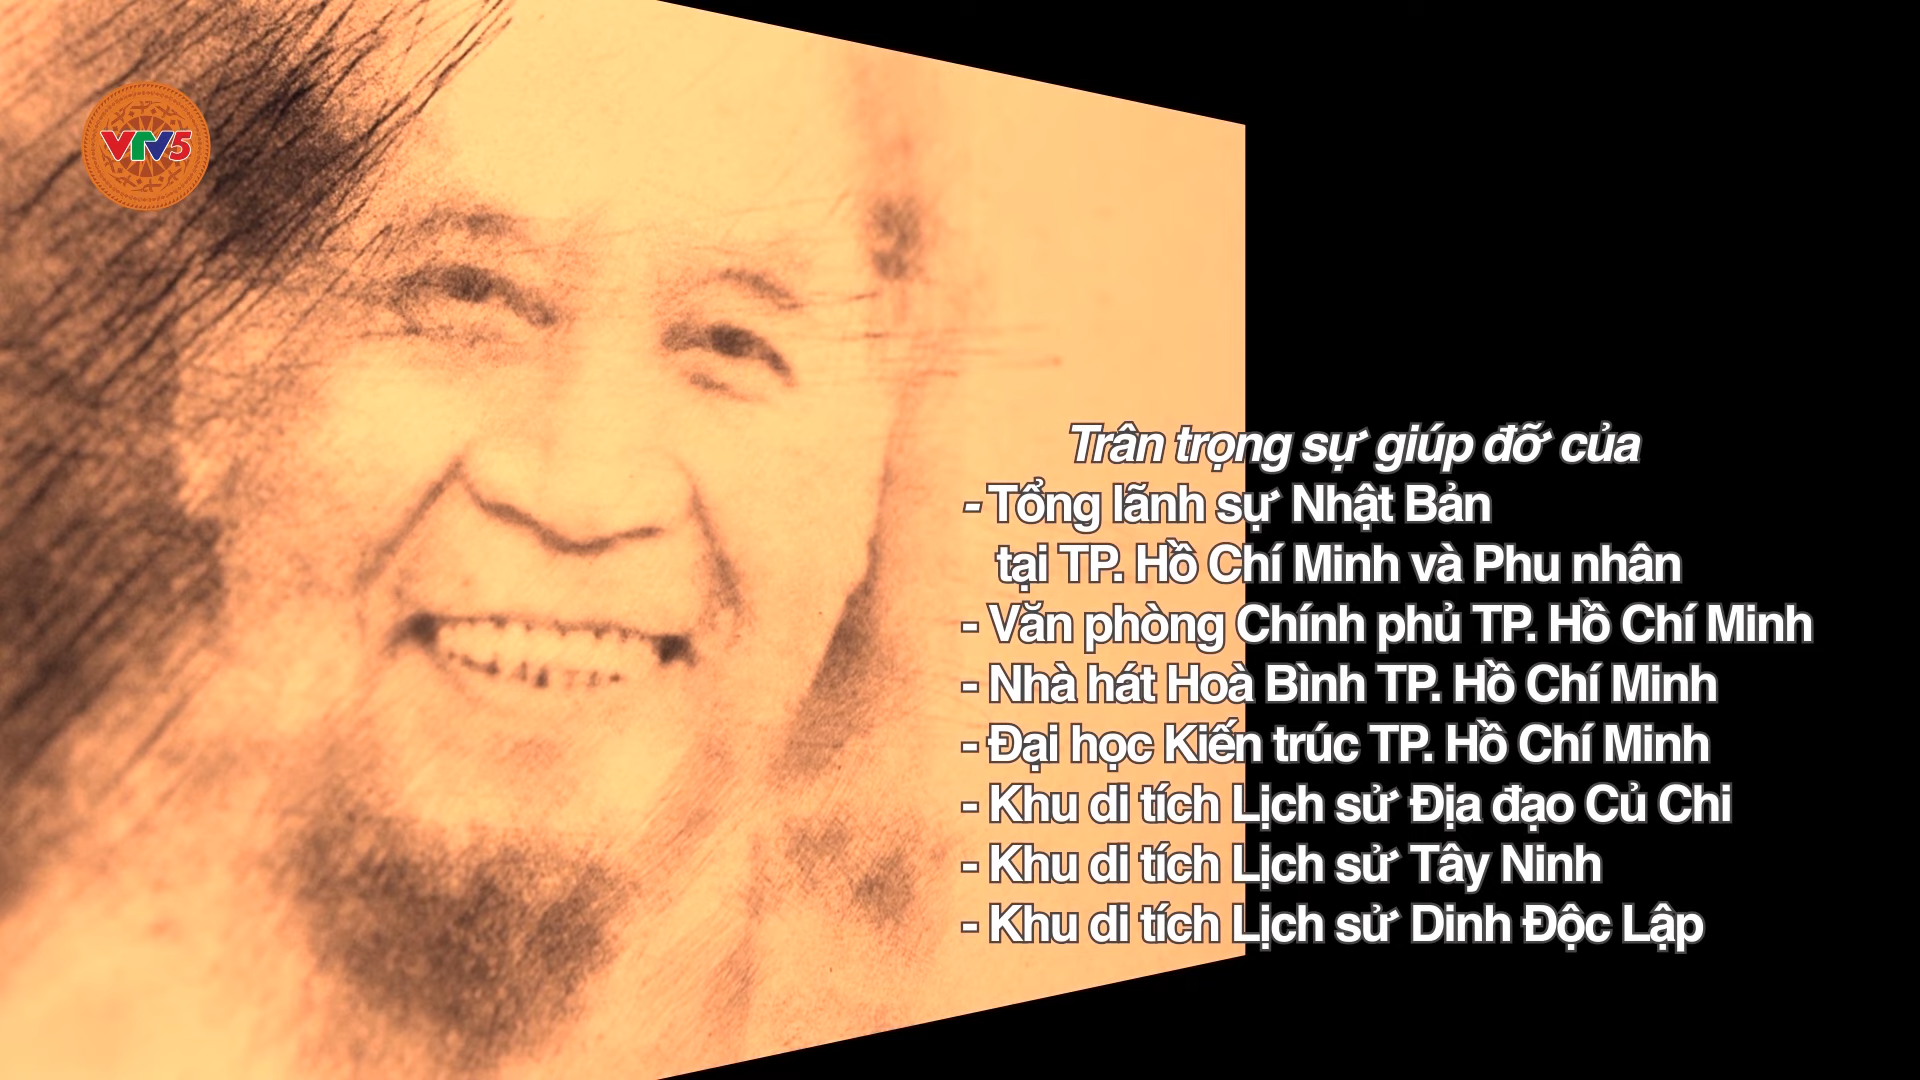 VTV5
Trân trọng sự giúp đỡ của
- Tổng lãnh sự Nhật Bản
tại TP. Hồ Chí Minh và Phu nhân
- Văn phòng Chính phủ TP. Hồ Chí Minh
- Nhà hát Hoà Bình TP. Hồ Chí Minh
- Đại học Kiến trúc TP. Hồ Chí Minh
- Khu di tích Lịch sử Địa đạo Củ Chi
- Khu di tích Lịch sử Tây Ninh
- Khu di tích Lịch sử Dinh Độc Lập